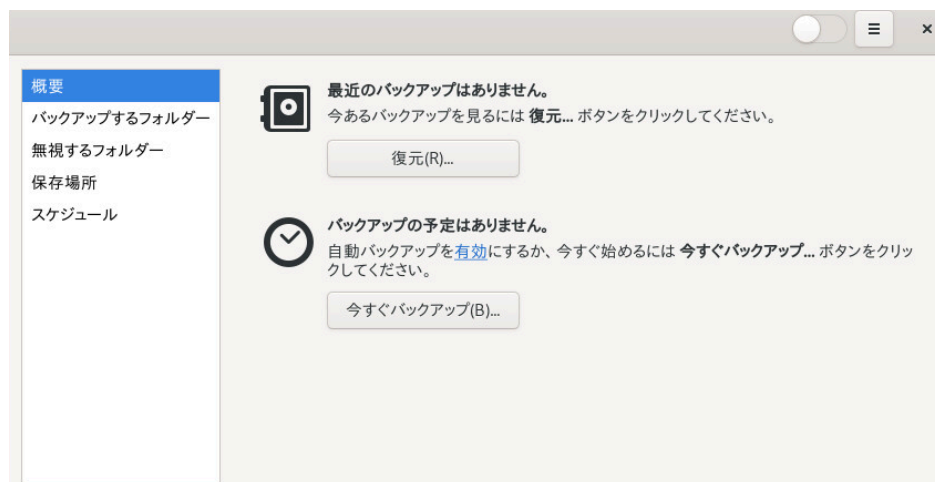 概要
バックアップするフォルダー
無視するフォルダー
保存場所
スケジュール
最近のバックアップはありません。
今あるバックアップを見るには 復元... ボタンをクリックしてください。
復元(R)...
バックアップの予定はありません。
自動バックアップを有効にするか、今すぐ始めるには 今すぐバックアップ... ボタンをクリッ
クしてください。
今すぐバックアップ(B)...